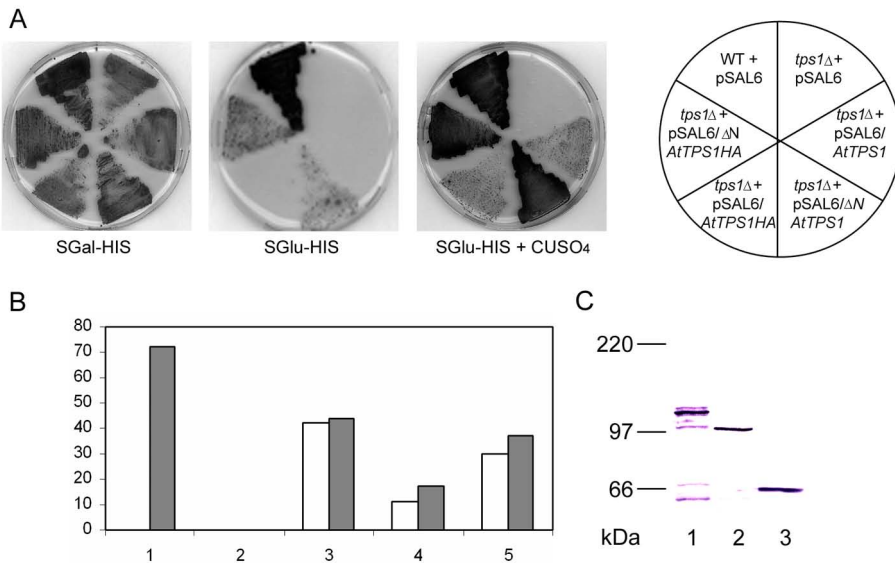 A
SGal-HIS
SGlu-HIS
SGlu-HIS + CUSO4
WT +
pSAL6
tps1Δ+
pSAL6
tps1Δ+
pSAL6/
AtTPS1
tps1Δ+
pSAL6/ΔN
AtTPS1
tps1Δ+
pSAL6/
AtTPS1HA
tps1Δ +
pSAL6/ΔN
AtTPS1HA
B
80
70
60
50
40
30
20
10
0
1 2 3 4 5
C
220
97
66
kDa 1 2 3